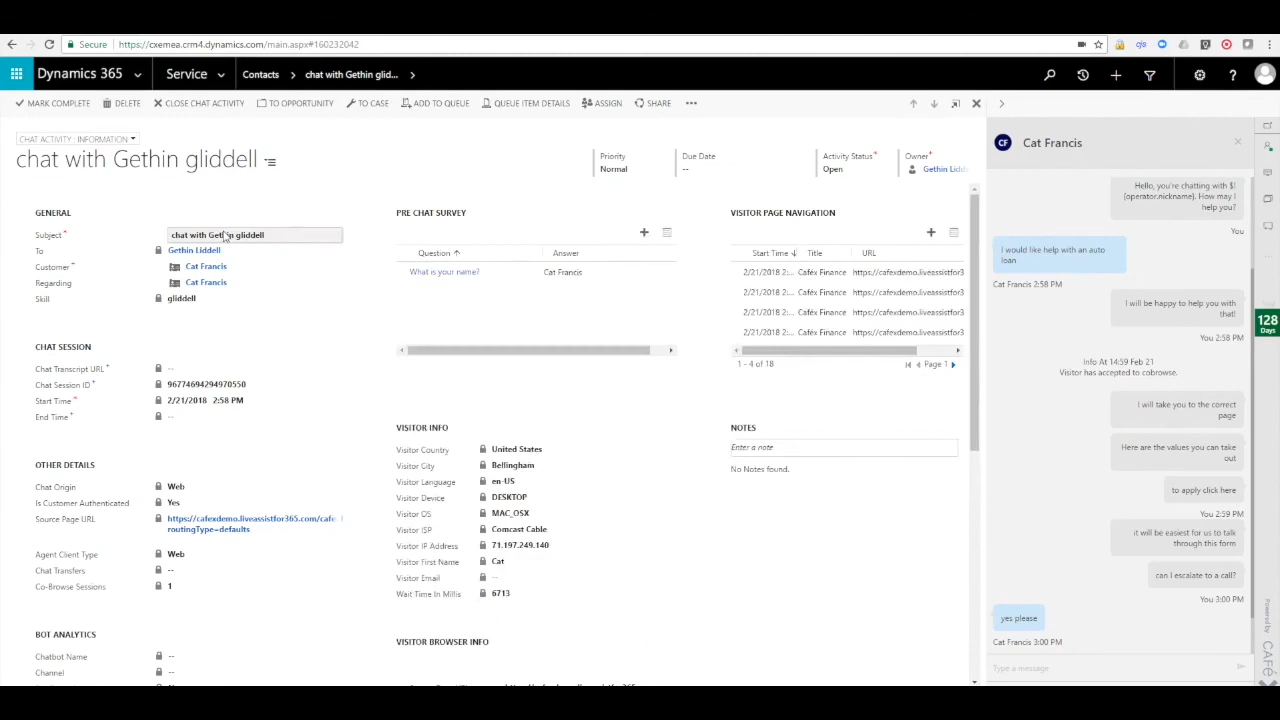 Secure https://cxemea.crm4.dynamics.com/main.aspx#160232042
Dynamics 365 Service Contacts chat with Gethin glid...
MARK COMPLETE DELETE CLOSE CHAT ACTIVITY TO OPPORTUNITY TO CASE ADD TO QUEUE QUEUE ITEM DETAILS ASSIGN SHARE
CHAT ACTIVITY : INFORMATION
chat with Gethin gliddell
Priority
Normal
Due Date
--
Activity Status*
Open
Owner*
Gethin Lidd
GENERAL
Subject* chat with Gethin gliddell
To Gethin Liddell
Customer* Cat Francis
Regarding Cat Francis
Skill gliddell
CHAT SESSION
Chat Transcript URL* --
Chat Session ID* 96774694294970550
Start Time* 2/21/2018 2:58 PM
End Time* --
OTHER DETAILS
Chat Origin Web
Is Customer Authenticated Yes
Source Page URL https://cafexdemo.liveassistfor365.com/cafe
routingType=defaults
Agent Client Type Web
Chat Transfers --
Co-Browse Sessions 1
BOT ANALYTICS
Chatbot Name --
Channel --
PRE CHAT SURVEY
Question Answer
What is your name? Cat Francis
VISITOR INFO
Visitor Country United States
Visitor City Bellingham
Visitor Language en-US
Visitor Device DESKTOP
Visitor OS MAC_OSX
Visitor ISP Comcast Cable
Visitor IP Address 71.197.249.140
Visitor First Name Cat
Visitor Email --
Wait Time In Millis 6713
VISITOR BROWSER INFO
VISITOR PAGE NAVIGATION
Start Time Title URL
2/21/2018 2:... Caféx Finance https://cafexdemo.liveassistfor3
2/21/2018 2:... Caféx Finance https://cafexdemo.liveassistfor3
2/21/2018 2:... Caféx Finance https://cafexdemo.liveassistfor3
2/21/2018 2:... Caféx Finance https://cafexdemo.liveassistfor3
1 - 4 of 18 Page 1
NOTES
Enter a note
No Notes found.
CF Cat Francis
Hello, you're chatting with $!
{operator.nickname}. How may I
help you?
You
I would like help with an auto
loan
Cat Francis 2:58 PM
I will be happy to help you with
that!
You 2:58 PM
Info At 14:59 Feb 21
Visitor has accepted to cobrowse.
I will take you to the correct
page
Here are the values you can take
out
to apply click here
You 2:59 PM
it will be easiest for us to talk
through this form
can I escalate to a call?
You 3:00 PM
yes please
Cat Francis 3:00 PM
Type a message
128
Days
Powered by
CAFÉ